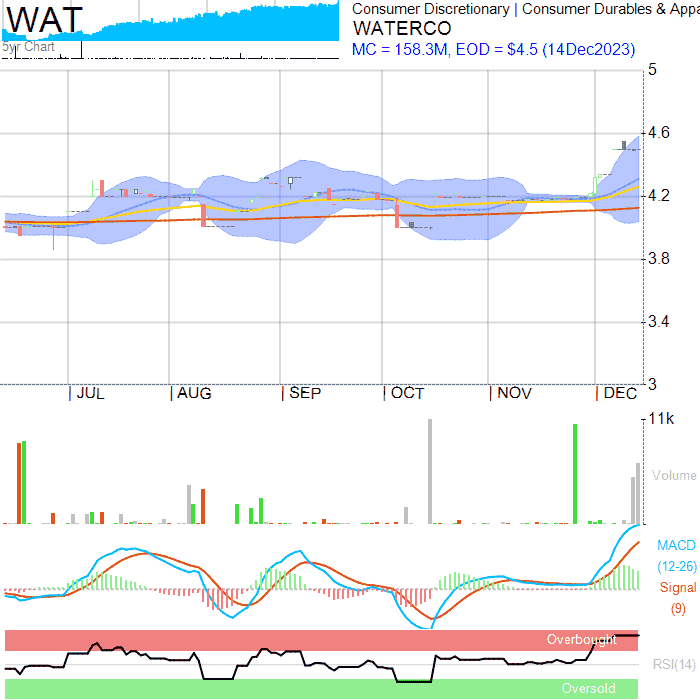 WAT
5yr Chart
Consumer Discretionary | Consumer Durables & Appa
WATERCO
MC = 158.3M, EOD = $4.5 (14Dec2023)
5
4.6
4.2
3.8
3.4
3
JUL AUG SEP OCT NOV DEC
11k
Volume
MACD
(12-26)
Signal
(9)
Overbought
RSI(14)
Oversold